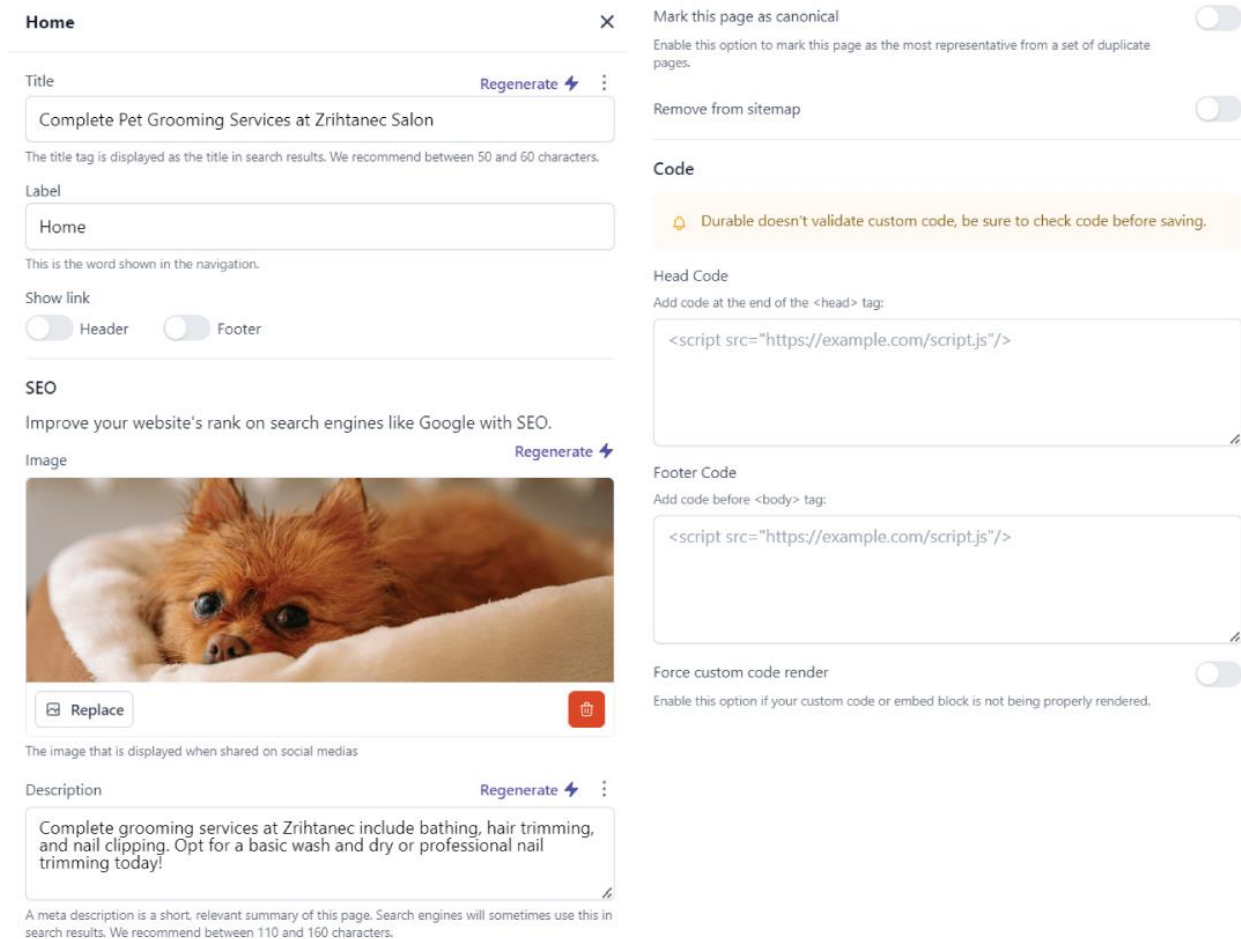 Home
Title
Regenerate
Complete Pet Grooming Services at Zrihtanec Salon
The title tag is displayed as the title in search results. We recommend between 50 and 60 characters.
Label
Home
This is the word shown in the navigation.
Show link
Header Footer
SEO
Improve your website's rank on search engines like Google with SEO.
Regenerate
Image
Replace
The image that is displayed when shared on social medias
Description
Regenerate
Complete grooming services at Zrihtanec include bathing, hair trimming,
and nail clipping. Opt for a basic wash and dry or professional nail
trimming today!
A meta description is a short, relevant summary of this page. Search engines will sometimes use this in
search results. We recommend between 110 and 160 characters.
Mark this page as canonical
Enable this option to mark this page as the most representative from a set of duplicate
pages.
Remove from sitemap
Code
Durable doesn't validate custom code, be sure to check code before saving.
Head Code
Add code at the end of the <head> tag:
<script src="https://example.com/script.js"/>
Footer Code
Add code before <body> tag:
<script src="https://example.com/script.js"/>
Force custom code render
Enable this option if your custom code or embed block is not being properly rendered.